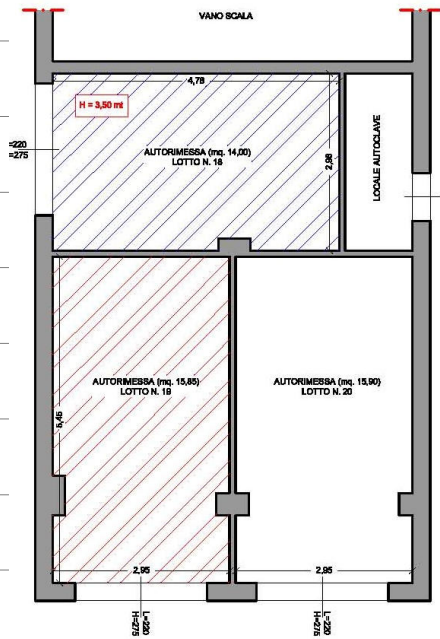 VANO SCALA
4,78
H = 3,50 mt
=220
=275
AUTORIMESSA (mq. 14,00)
LOTTO N. 18
2,98
LOCALE AUTOCLAVE
AUTORIMESSA (mq. 15,85)
LOTTO N. 19
AUTORIMESSA (mq. 15,90)
LOTTO N. 20
5,45
2,95
2,95
L=220
H=275
L=220
H=275